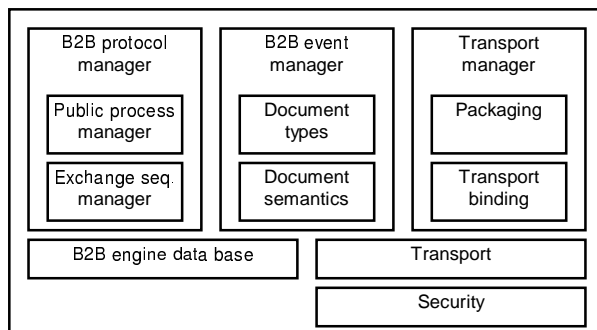 B2B protocol
manager
Public process
manager
Exchange seq.
manager
B2B event
manager
Document
types
Document
semantics
Transport
manager
Packaging
Transport
binding
B2B engine data base
Transport
Security